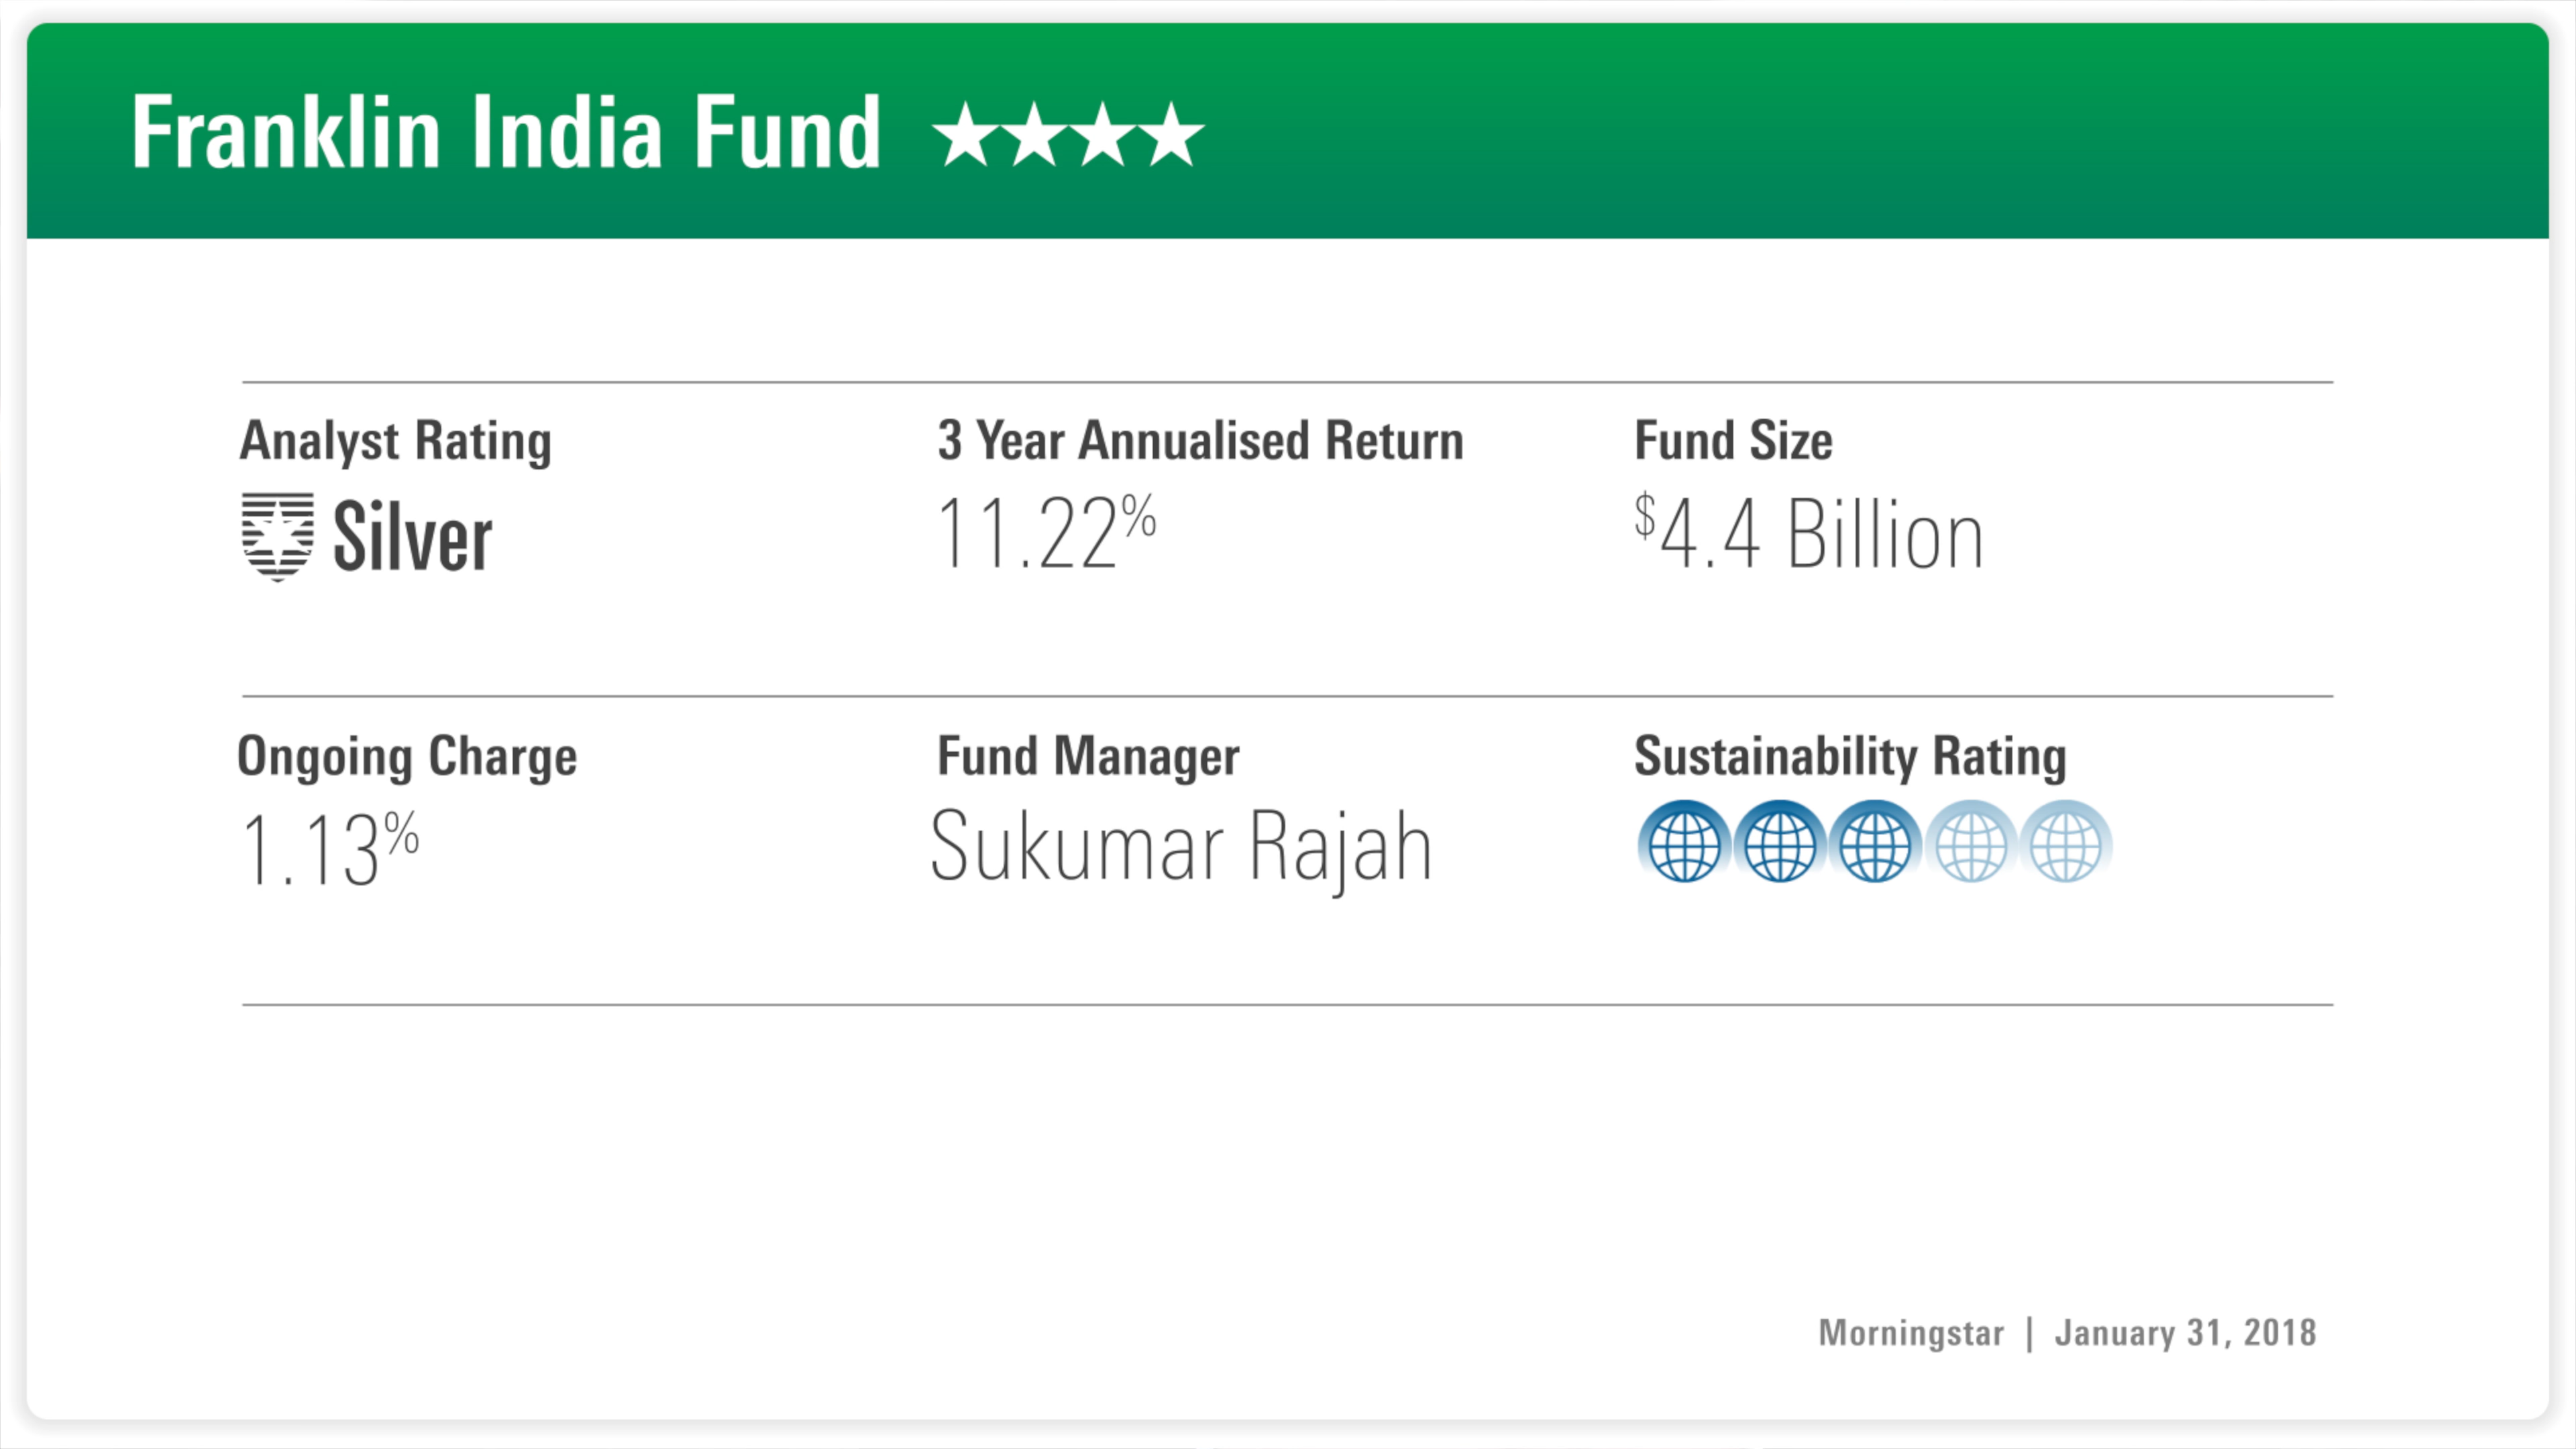 Franklin India Fund
Analyst Rating
Silver
3 Year Annualised Return
11.22%
Fund Size
$4.4 Billion
Ongoing Charge
1.13%
Fund Manager
Sukumar Rajah
Sustainability Rating
Morningstar | January 31, 2018